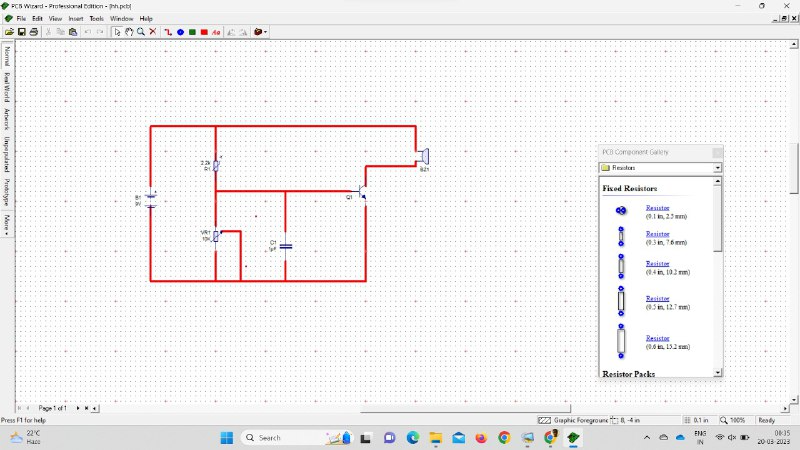 PCB Wizard - Professional Edition - [hh.pcb]
File Edit View Insert Tools Window Help
Normal
Real World
Artwork
Unpopulated
Prototype
More
2.2k
R1
B1
9V
VR1
10K
C1
1µF
Q1
BZ1
PCB Component Gallery
Resistors
Fixed Resistors
Resistor
(0.1 in, 2.5 mm)
Resistor
(0.3 in, 7.6 mm)
Resistor
(0.4 in, 10.2 mm)
Resistor
(0.5 in, 12.7 mm)
Resistor
(0.6 in, 15.2 mm)
Resistor Packs
Page 1 of 1
Press F1 for help
Graphic Foreground
8, -4 in
0.1 in
100%
Ready
22°C
Haze
Search
ENG
IN
00:35
20-03-2023